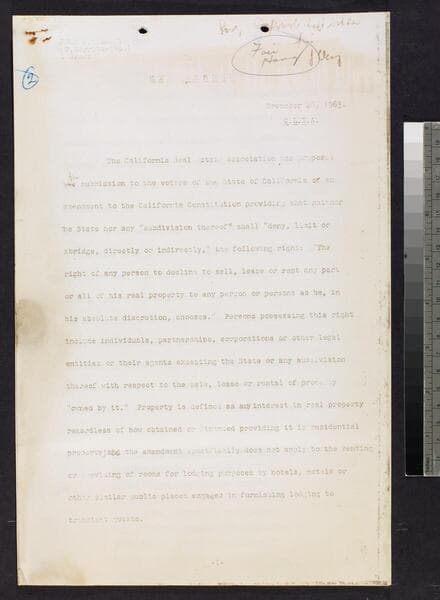 Fair
Housing
2
1963.
The California Real Estate Association has proposed
the submission to the voters of the State of California of an
amendment to the California Constitution providing that neither
the State nor any "subdivision thereof" shall "deny, limit or
abridge, directly or indirectly," the following right: "The
right of any person to decline to sell, lease or rent any part
or all of his real property to any person or persons as he, in
his absolute discretion, chooses." Persons possessing this right
include individuals, partnerships, corporations or other legal
entities or their agents excepting the State or any subdivision
thereof with respect to the sale, lease or rental of property
"owned by it." Property is defined as anyinterest in real property
regardless of how obtained or financed providing it is residential
property and the amendment specifically does not apply to the renting
or providing of rooms for lodging purposes by hotels, motels or
other similar public places engaged in furnishing lodging to
transient guests.
-1-